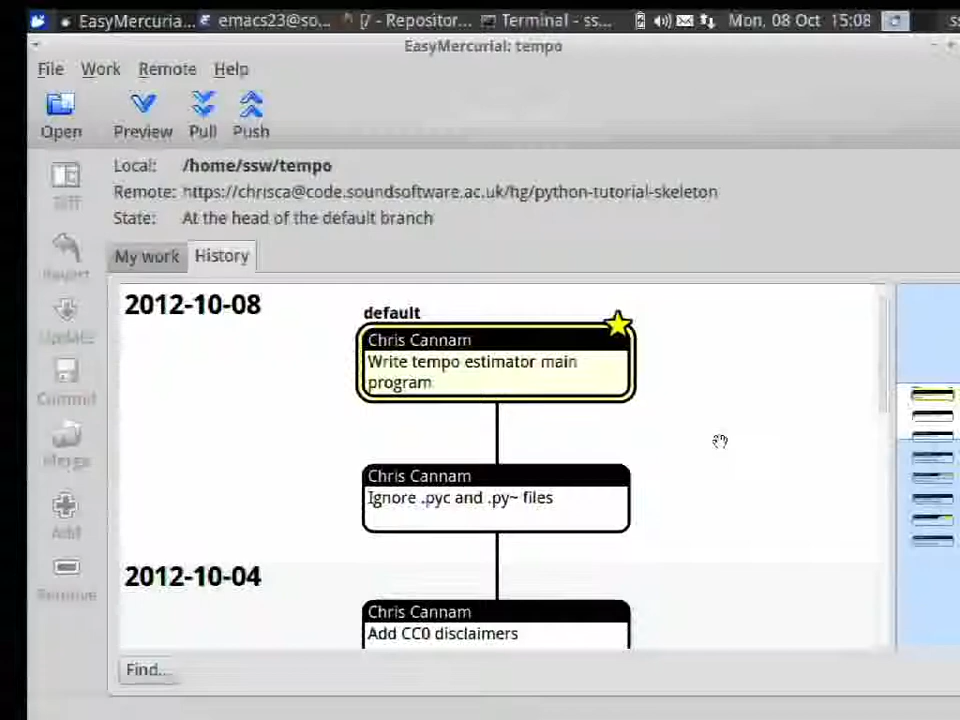 EasyMercuria... emacs23@so... [7 - Repositor... Terminal - ss... Mon, 08 Oct 15:08
EasyMercurial: tempo
File Work Remote Help
Open Preview Pull Push
Local: /home/ssw/tempo
Remote: https://chrisca@code.soundsoftware.ac.uk/hg/python-tutorial-skeleton
State: At the head of the default branch
Diff
Revert
Update
Commit
Merge
Add
Remove
My work History
2012-10-08
default
Chris Cannam
Write tempo estimator main
program
Chris Cannam
Ignore .pyc and .py~ files
2012-10-04
Chris Cannam
Add CC0 disclaimers
Find...